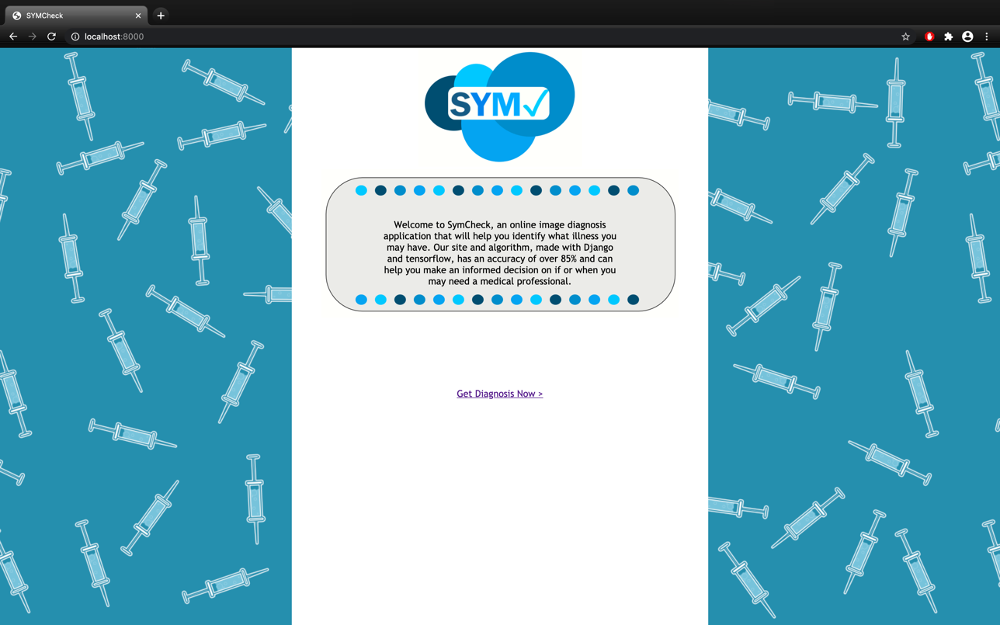 SYMCheck
localhost:8000
SYM
Welcome to SymCheck, an online image diagnosis
application that will help you identify what illness you
may have. Our site and algorithm, made with Django
and tensorflow, has an accuracy of over 85% and can
help you make an informed decision on if or when you
may need a medical professional.
Get Diagnosis Now >